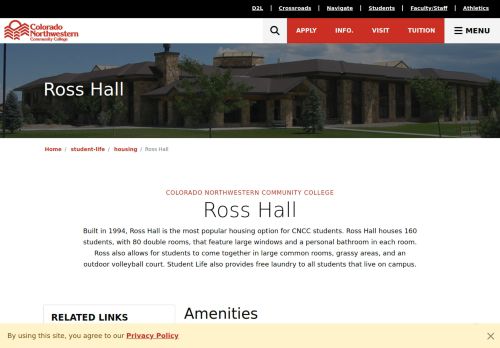 D2L | Crossroads | Navigate | Students | Faculty/Staff | Athletics
Colorado
Northwestern
Community College
APPLY INFO. VISIT TUITION MENU
Ross Hall
Home / student-life / housing / Ross Hall
COLORADO NORTHWESTERN COMMUNITY COLLEGE
Ross Hall
Built in 1994, Ross Hall is the most popular housing option for CNCC students. Ross Hall houses 160
students, with 80 double rooms, that feature large windows and a personal bathroom in each room.
Ross also allows for students to come together in large common rooms, grassy areas, and an
outdoor volleyball court. Student Life also provides free laundry to all students that live on campus.
RELATED LINKS
Amenities
By using this site, you agree to our Privacy Policy